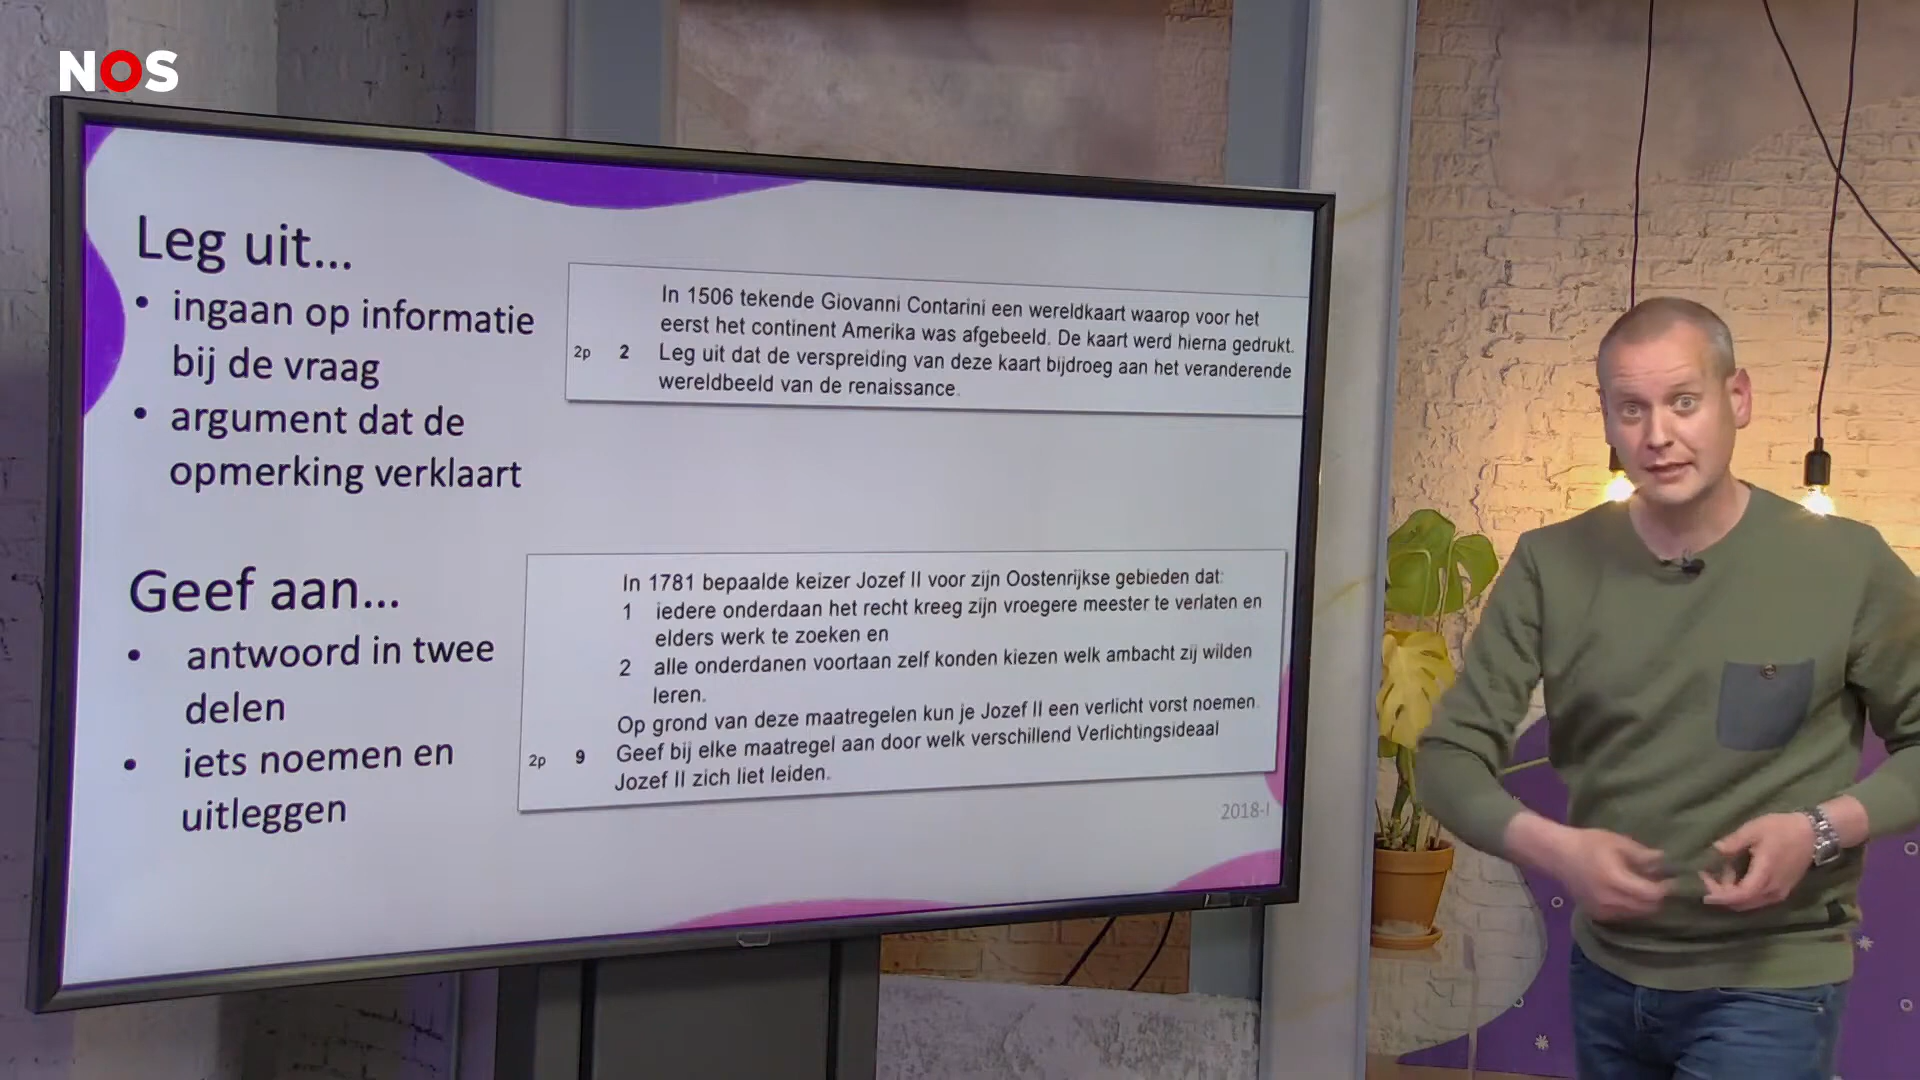 NOS
Leg uit...
• ingaan op informatie
bij de vraag
• argument dat de
opmerking verklaart
In 1506 tekende Giovanni Contarini een wereldkaart waarop voor het
eerst het continent Amerika was afgebeeld. De kaart werd hierna gedrukt.
2p 2 Leg uit dat de verspreiding van deze kaart bijdroeg aan het veranderende
wereldbeeld van de renaissance.
Geef aan...
• antwoord in twee
delen
• iets noemen en
uitleggen
In 1781 bepaalde keizer Jozef II voor zijn Oostenrijkse gebieden dat:
1 iedere onderdaan het recht kreeg zijn vroegere meester te verlaten en
elders werk te zoeken en
2 alle onderdanen voortaan zelf konden kiezen welk ambacht zij wilden
leren.
Op grond van deze maatregelen kun je Jozef II een verlicht vorst noemen.
2p 9 Geef bij elke maatregel aan door welk verschillend Verlichtingsideaal
Jozef II zich liet leiden.
2018-I